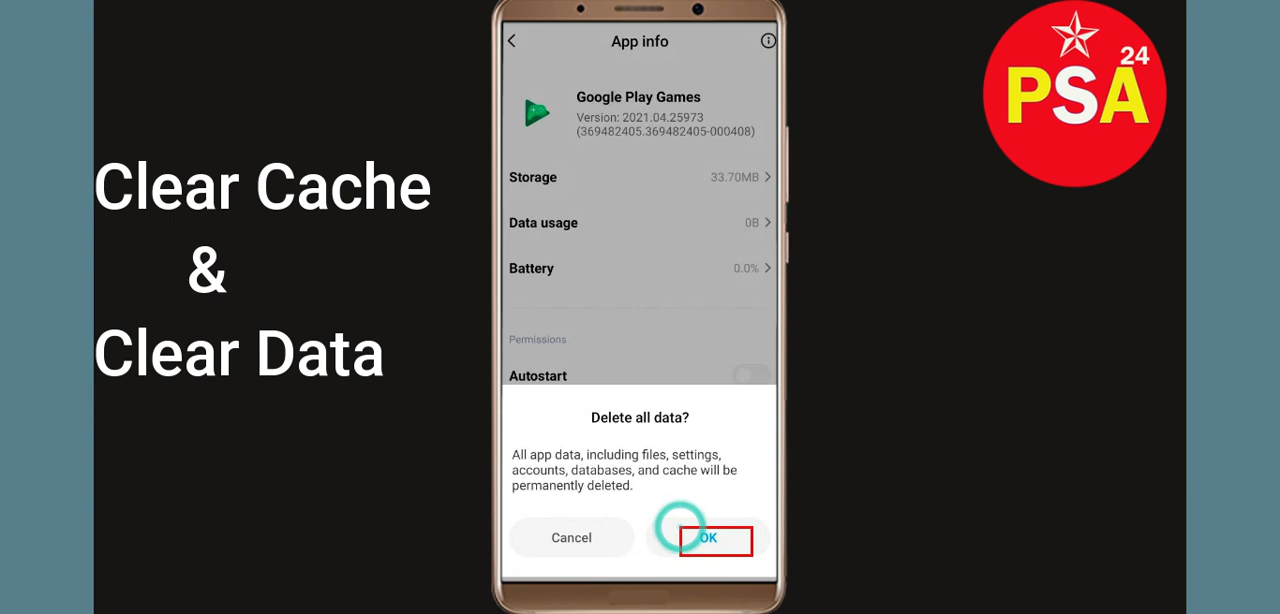 Clear Cache
&
Clear Data
App info
Google Play Games
Version: 2021.04.25973
(369482405.369482405-000408)
Storage
33.70MB
Data usage
0B
Battery
0.0%
Permissions
Autostart
Delete all data?
All app data, including files, settings,
accounts, databases, and cache will be
permanently deleted.
Cancel
OK
PSA
24